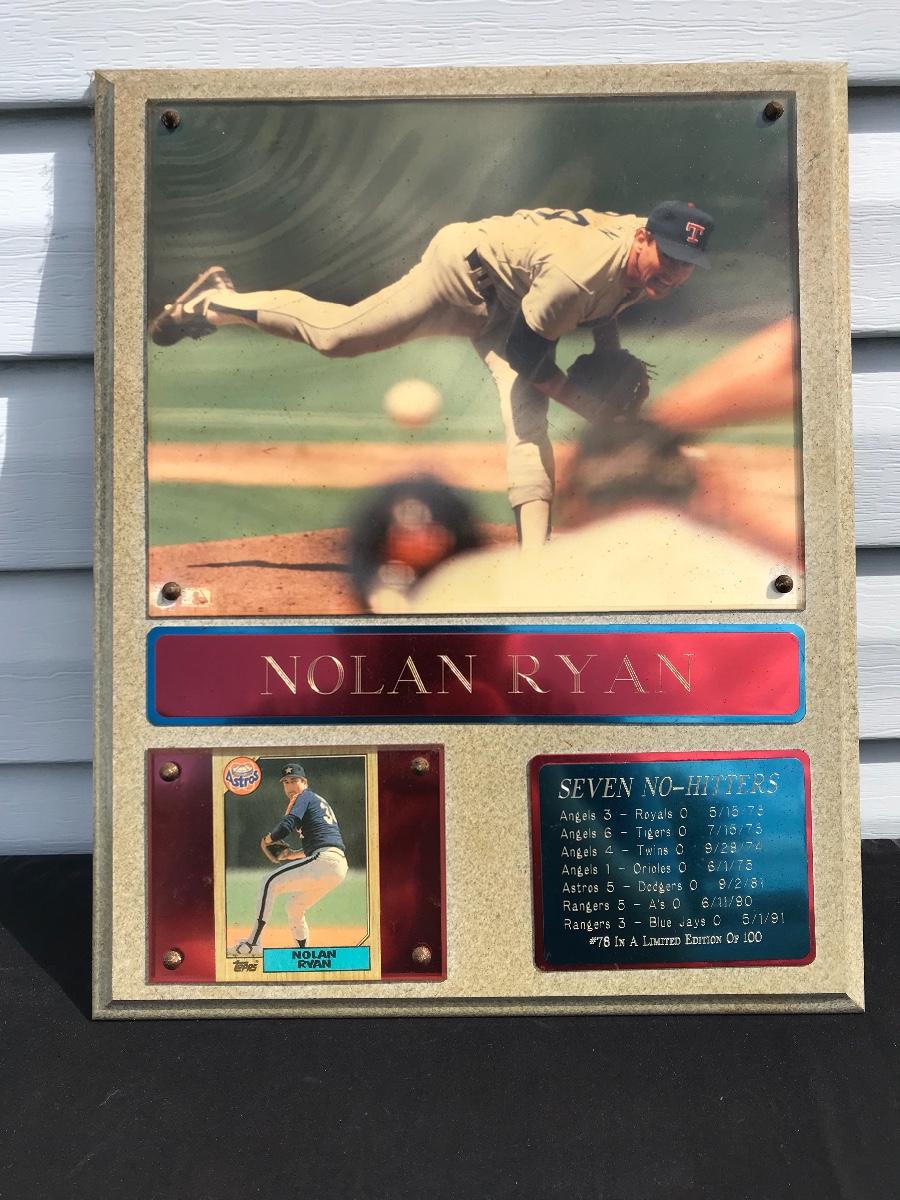 T
NOLAN RYAN
Astros
NOLAN
RYAN
Topps
SEVEN NO-HITTERS
Angels 3 - Royals 0 5/15/73
Angels 6 - Tigers 0 7/15/73
Angels 4 - Twins 0 9/28/74
Angels 1 - Orioles 0 6/1/75
Astros 5 - Dodgers 0 9/2/81
Rangers 5 - A's 0 6/11/90
Rangers 3 - Blue Jays 0 5/1/91
#78 IN A LIMITED EDITION OF 100